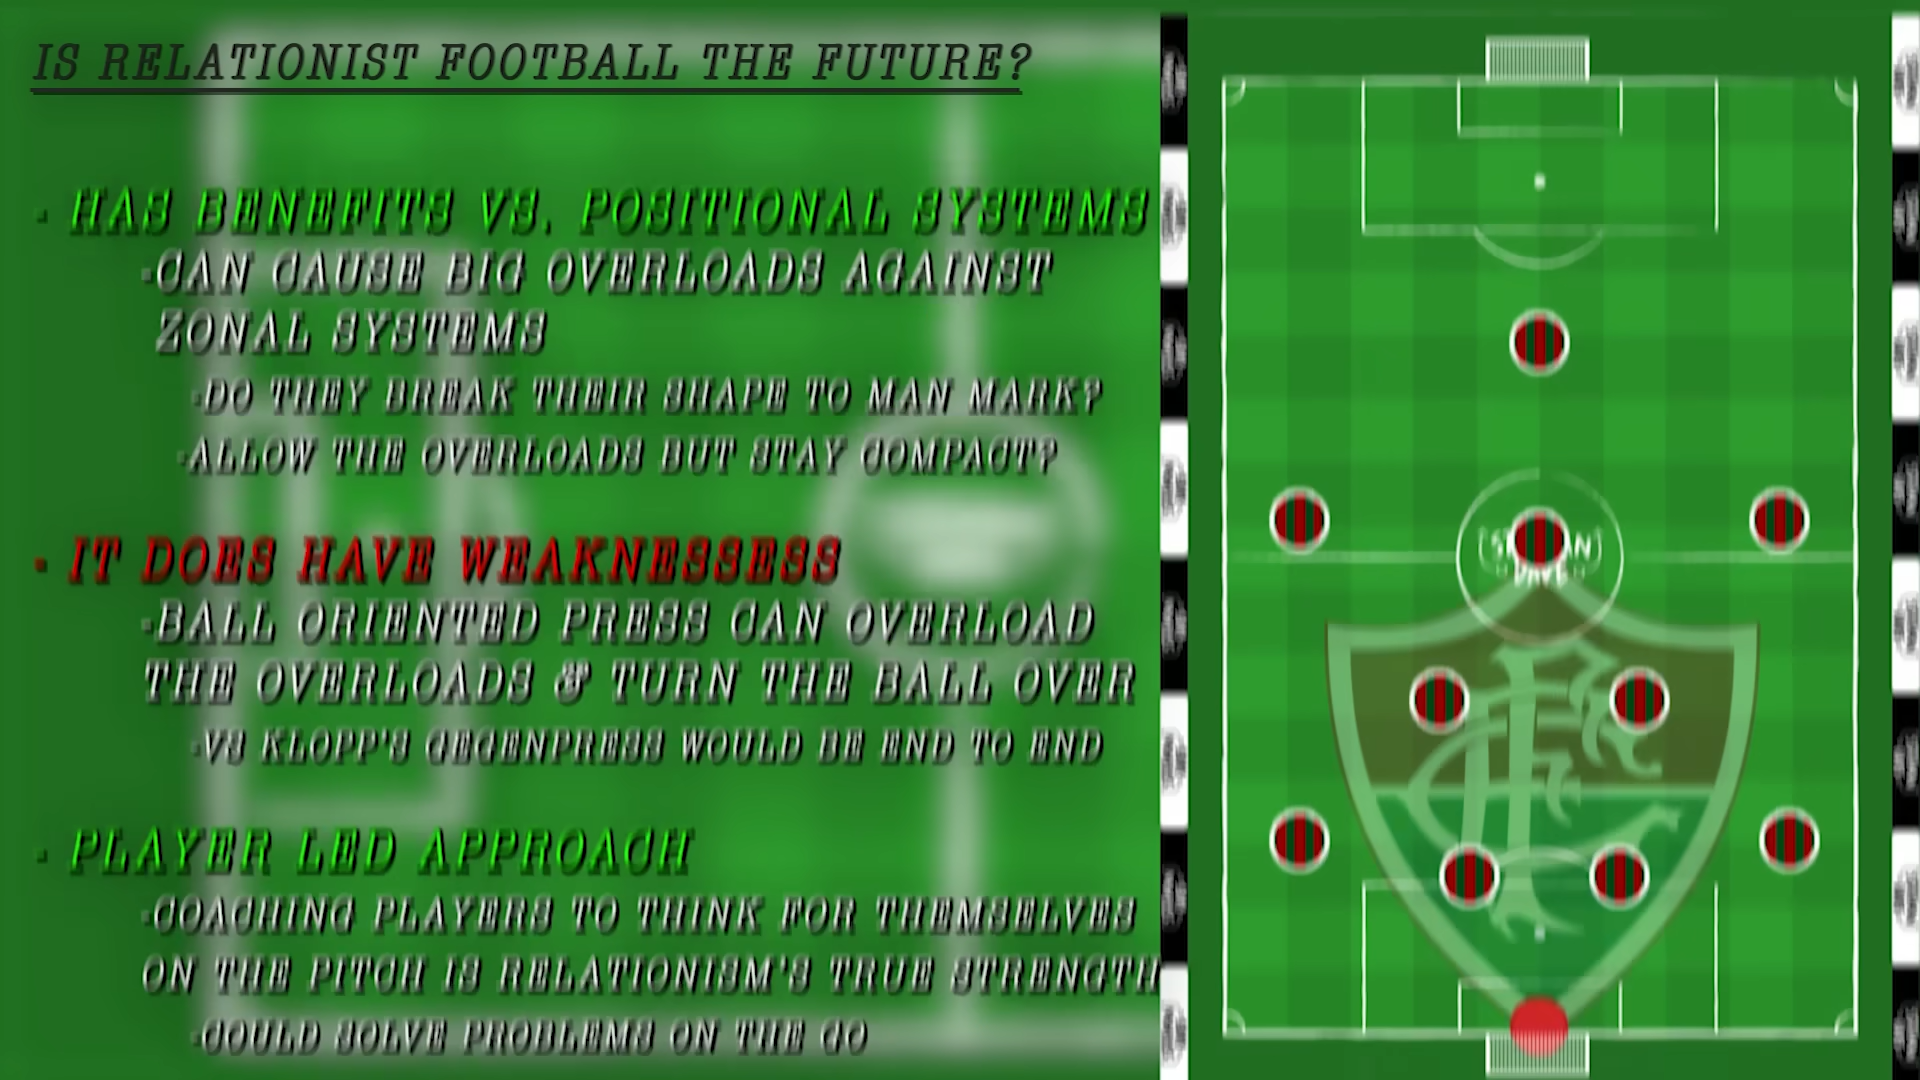 IS RELATIONIST FOOTBALL THE FUTURE?
- HAS BENEFITS VS. POSITIONAL SYSTEMS
-CAN CAUSE BIG OVERLOADS AGAINST
ZONAL SYSTEMS
-DO THEY BREAK THEIR SHAPE TO MAN MARK?
-ALLOW THE OVERLOADS BUT STAY COMPACT?
- IT DOES HAVE WEAKNESSESS
-BALL ORIENTED PRESS CAN OVERLOAD
THE OVERLOADS & TURN THE BALL OVER
-VS KLOPP'S GEGENPRESS WOULD BE END TO END
- PLAYER LED APPROACH
-COACHING PLAYERS TO THINK FOR THEMSELVES
ON THE PITCH IS RELATIONISM'S TRUE STRENGTH
-COULD SOLVE PROBLEMS ON THE GO